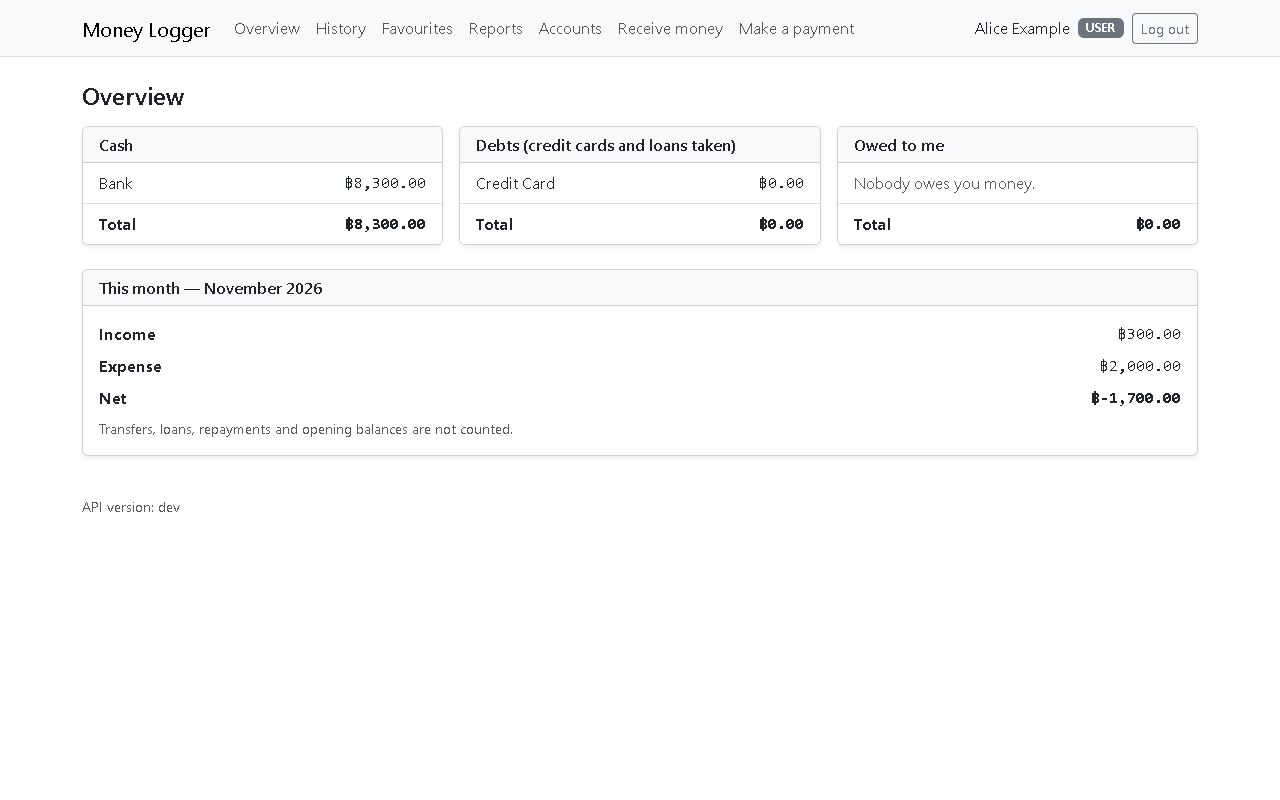 Money Logger Overview History Favourites Reports Accounts Receive money Make a payment Alice Example USER Log out
Overview
Cash
Bank ฿8,300.00
Total ฿8,300.00
Debts (credit cards and loans taken)
Credit Card ฿0.00
Total ฿0.00
Owed to me
Nobody owes you money.
Total ฿0.00
This month — November 2026
Income ฿300.00
Expense ฿2,000.00
Net ฿-1,700.00
Transfers, loans, repayments and opening balances are not counted.
API version: dev